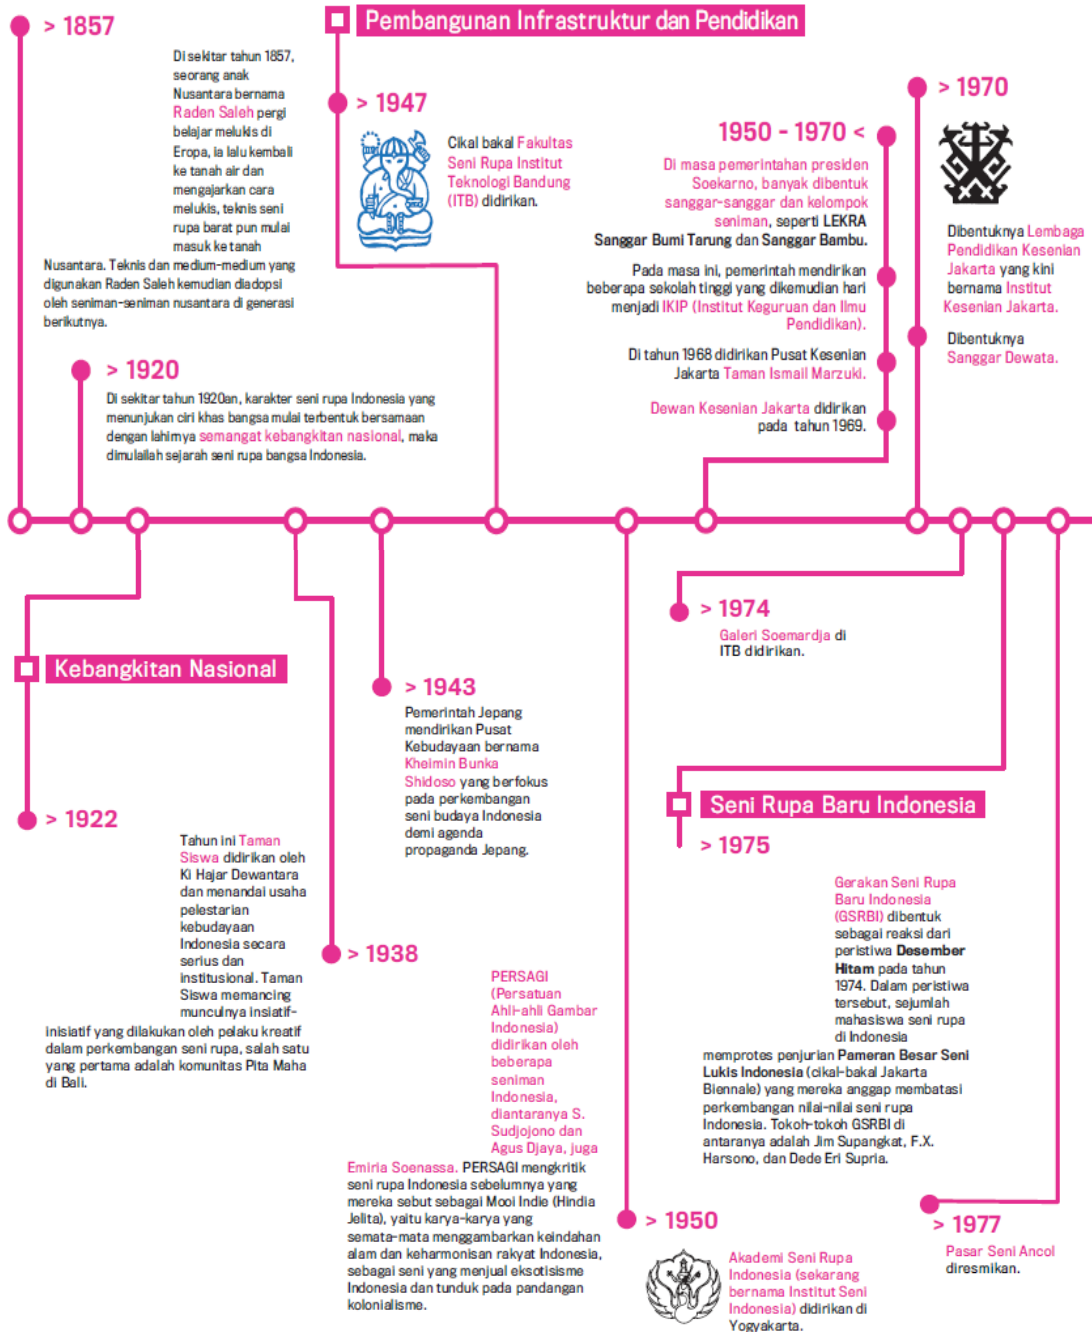 > 1857
Di sekitar tahun 1857,
seorang anak
Nusantara bernama
Raden Saleh pergi
belajar melukis di
Eropa, ia lalu kembali
ke tanah air dan
mengajarkan cara
melukis, teknis seni
rupa barat pun mulai
masuk ke tanah
Nusantara. Teknis dan medium-medium yang
digunakan Raden Saleh kemudian diadopsi
oleh seniman-seniman nusantara di generasi
berikutnya.
> 1920
Di sekitar tahun 1920an, karakter seni rupa Indonesia yang
menunjukan ciri khas bangsa mulai terbentuk bersamaan
dengan lahirnya semangat kebangkitan nasional, maka
dimulailah sejarah seni rupa bangsa Indonesia.
Pembangunan Infrastruktur dan Pendidikan
> 1947
Cikal bakal Fakultas
Seni Rupa Institut
Teknologi Bandung
(ITB) didirikan.
1950 - 1970 <
Di masa pemerintahan presiden
Soekarno, banyak dibentuk
sanggar-sanggar dan kelompok
seniman, seperti LEKRA
Sanggar Bumi Tarung dan Sanggar Bambu.
Pada masa ini, pemerintah mendirikan
beberapa sekolah tinggi yang dikemudian hari
menjadi IKIP (Institut Keguruan dan Ilmu
Pendidikan).
Di tahun 1968 didirikan Pusat Kesenian
Jakarta Taman Ismail Marzuki.
Dewan Kesenian Jakarta didirikan
pada tahun 1969.
> 1970
Dibentuknya Lembaga
Pendidikan Kesenian
Jakarta yang kini
bernama Institut
Kesenian Jakarta.
Dibentuknya
Sanggar Dewata.
Kebangkitan Nasional
> 1922
Tahun ini Taman
Siswa didirikan oleh
Ki Hajar Dewantara
dan menandai usaha
pelestarian
kebudayaan
Indonesia secara
serius dan
institusional. Taman
Siswa memancing
munculnya insiatif-
inisiatif yang dilakukan oleh pelaku kreatif
dalam perkembangan seni rupa, salah satu
yang pertama adalah komunitas Pita Maha
di Bali.
> 1938
PERSAGI
(Persatuan
Ahli-ahli Gambar
Indonesia)
didirikan oleh
beberapa
seniman
Indonesia,
diantaranya S.
Sudjojono dan
Agus Djaya, juga
Emiria Soenassa. PERSAGI mengkritik
seni rupa Indonesia sebelumnya yang
mereka sebut sebagai Mooi Indie (Hindia
Jelita), yaitu karya-karya yang
semata-mata menggambarkan keindahan
alam dan keharmonisan rakyat Indonesia,
sebagai seni yang menjual eksotisisme
Indonesia dan tunduk pada pandangan
kolonialisme.
> 1943
Pemerintah Jepang
mendirikan Pusat
Kebudayaan bernama
Kheimin Bunka
Shidoso yang berfokus
pada perkembangan
seni budaya Indonesia
demi agenda
propaganda Jepang.
> 1950
Akademi Seni Rupa
Indonesia (sekarang
bernama Institut Seni
Indonesia) didirikan di
Yogyakarta.
> 1974
Galeri Soemardja di
ITB didirikan.
Seni Rupa Baru Indonesia
> 1975
Gerakan Seni Rupa
Baru Indonesia
(GSRBI) dibentuk
sebagai reaksi dari
peristiwa Desember
Hitam pada tahun
1974. Dalam peristiwa
tersebut, sejumlah
mahasiswa seni rupa
di Indonesia
memprotes penjurian Pameran Besar Seni
Lukis Indonesia (cikal-bakal Jakarta
Biennale) yang mereka anggap membatasi
perkembangan nilai-nilai seni rupa
Indonesia. Tokoh-tokoh GSRBI di
antaranya adalah Jim Supangkat, F.X.
Harsono, dan Dede Eri Supria.
> 1977
Pasar Seni Ancol
diresmikan.